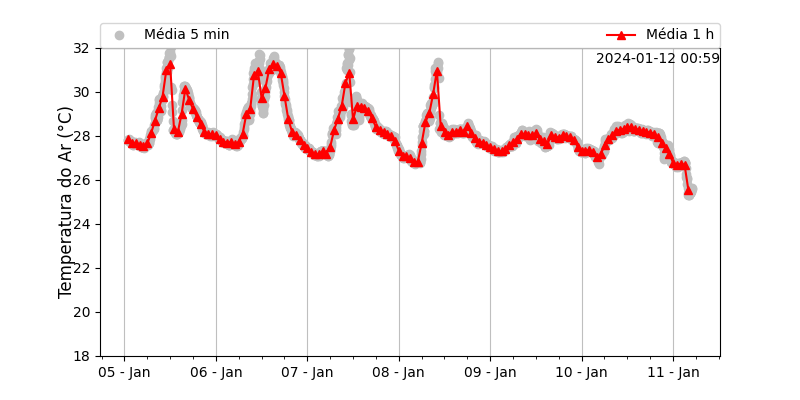 Média 5 min
Média 1 h
2024-01-12 00:59
Temperatura do Ar (°C)
32
30
28
26
24
22
20
18
05 - Jan
06 - Jan
07 - Jan
08 - Jan
09 - Jan
10 - Jan
11 - Jan